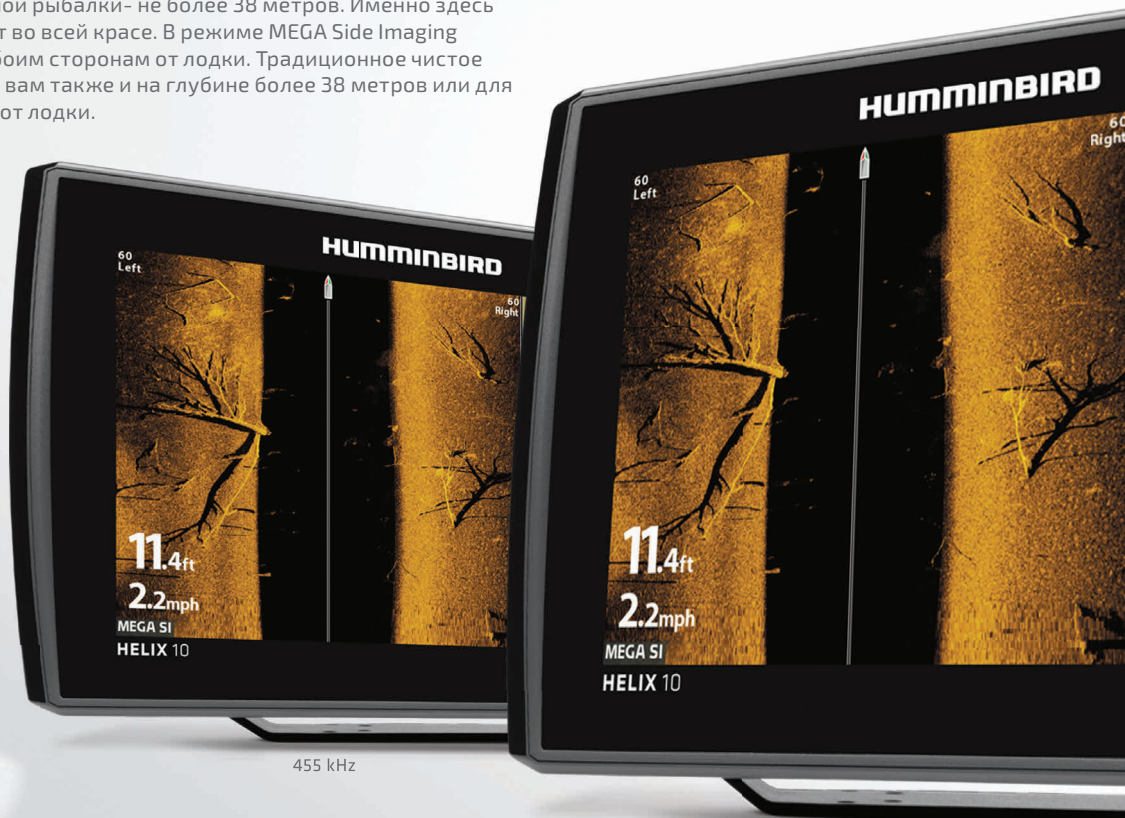 ной рыбалки- не более 38 метров. Именно здесь
т во всей красе. В режиме MEGA Side Imaging
боим сторонам от лодки. Традиционное чистое
вам также и на глубине более 38 метров или для
от лодки.
HUMMINBIRD
60
Left
60
Right
11.4ft
2.2mph
MEGA SI
HELIX 10
455 kHz
HUMMINBIRD
60
Left
60
Right
11.4ft
2.2mph
MEGA SI
HELIX 10